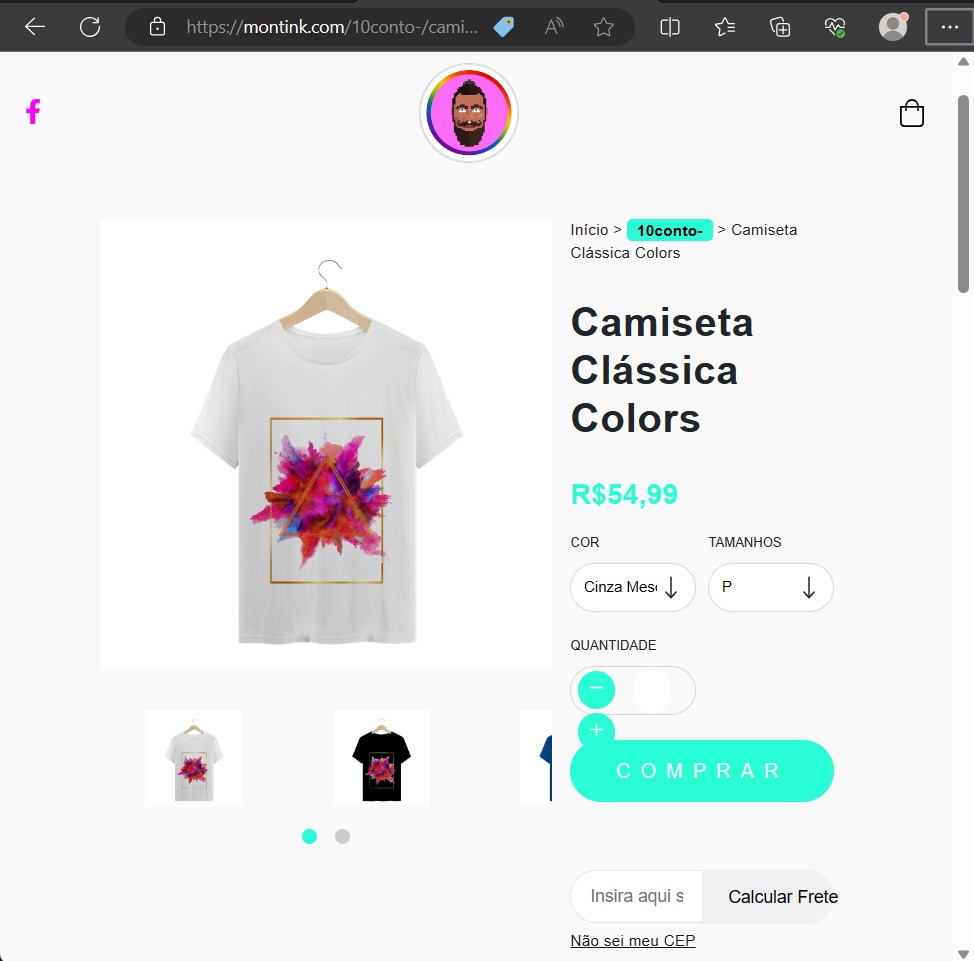 https://montink.com/10conto-/cami...
Início > 10conto- > Camiseta
Clássica Colors
Camiseta
Clássica
Colors
R$54,99
COR TAMANHOS
Cinza Mes P
QUANTIDADE
COMPRAR
Insira aqui s Calcular Frete
Não sei meu CEP